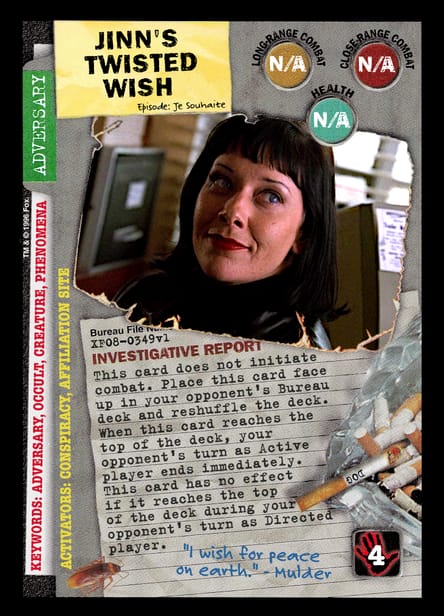 JINN'S
TWISTED
WISH
Episode: Je Souhaite
LONG-RANGE COMBAT
N/A
CLOSE-RANGE COMBAT
N/A
HEALTH
N/A
ADVERSARY
TM & © 1996 Fox.
KEYWORDS: ADVERSARY, OCCULT, CREATURE, PHENOMENA
ACTIVATORS: CONSPIRACY, AFFILIATION SITE
Bureau File
XF08-0349v1
INVESTIGATIVE REPORT
This card does not initiate
combat. Place this card face
up in your opponent's Bureau
deck and reshuffle the deck.
When this card reaches the
top of the deck, your
opponent's turn as Active
player ends immediately.
This card has no effect
if it reaches the top
of the deck during your
opponent's turn as Directed
player.
"I wish for peace
on earth." - Mulder
4